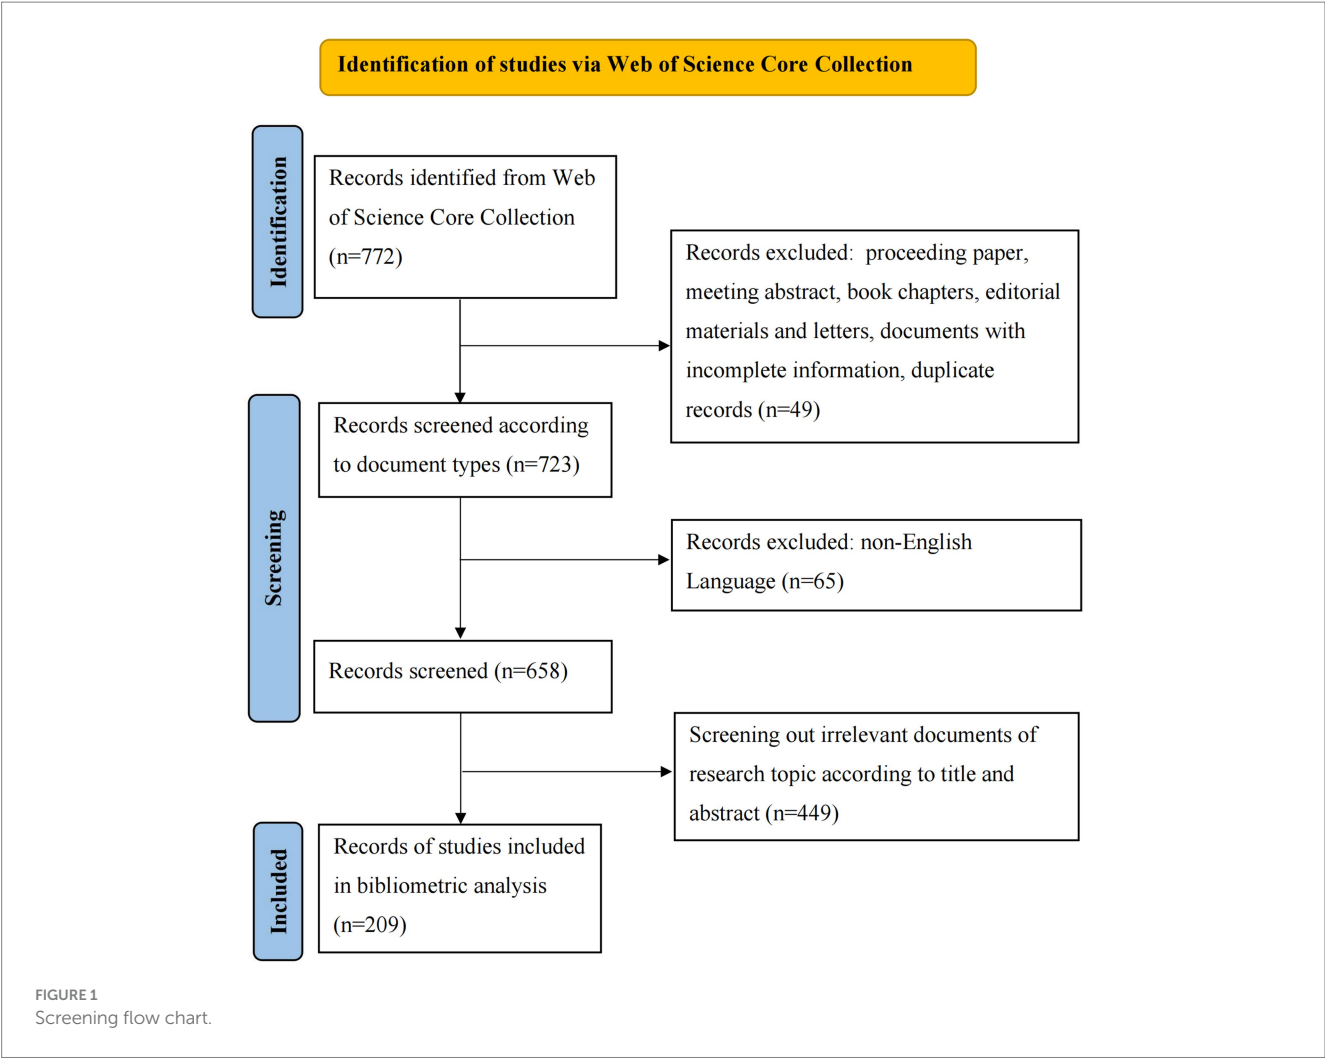 Identification of studies via Web of Science Core Collection
Identification
Records identified from Web
of Science Core Collection
(n=772)
Records excluded:  proceeding paper,
meeting abstract, book chapters, editorial
materials and letters, documents with
incomplete information, duplicate
records (n=49)
Screening
Records screened according
to document types (n=723)
Records excluded: non-English
Language (n=65)
Records screened (n=658)
Screening out irrelevant documents of
research topic according to title and
abstract (n=449)
Included
Records of studies included
in bibliometric analysis
(n=209)
FIGURE 1
Screening flow chart.